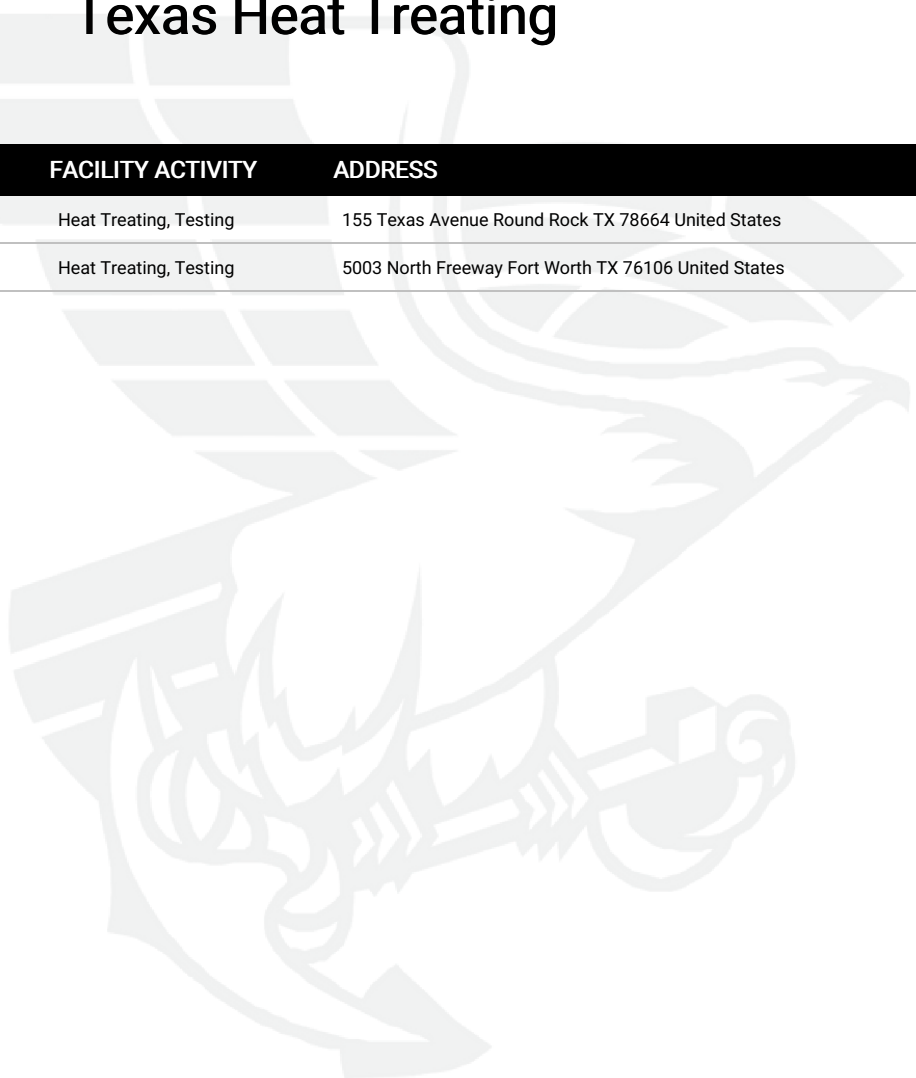 Texas Heat Treating
FACILITY ACTIVITY ADDRESS
Heat Treating, Testing 155 Texas Avenue Round Rock TX 78664 United States
Heat Treating, Testing 5003 North Freeway Fort Worth TX 76106 United States